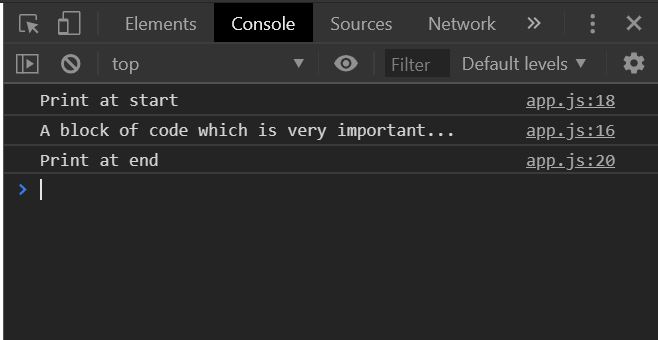 Elements Console Sources Network »
top Filter Default levels
Print at start app.js:18
A block of code which is very important... app.js:16
Print at end app.js:20
>